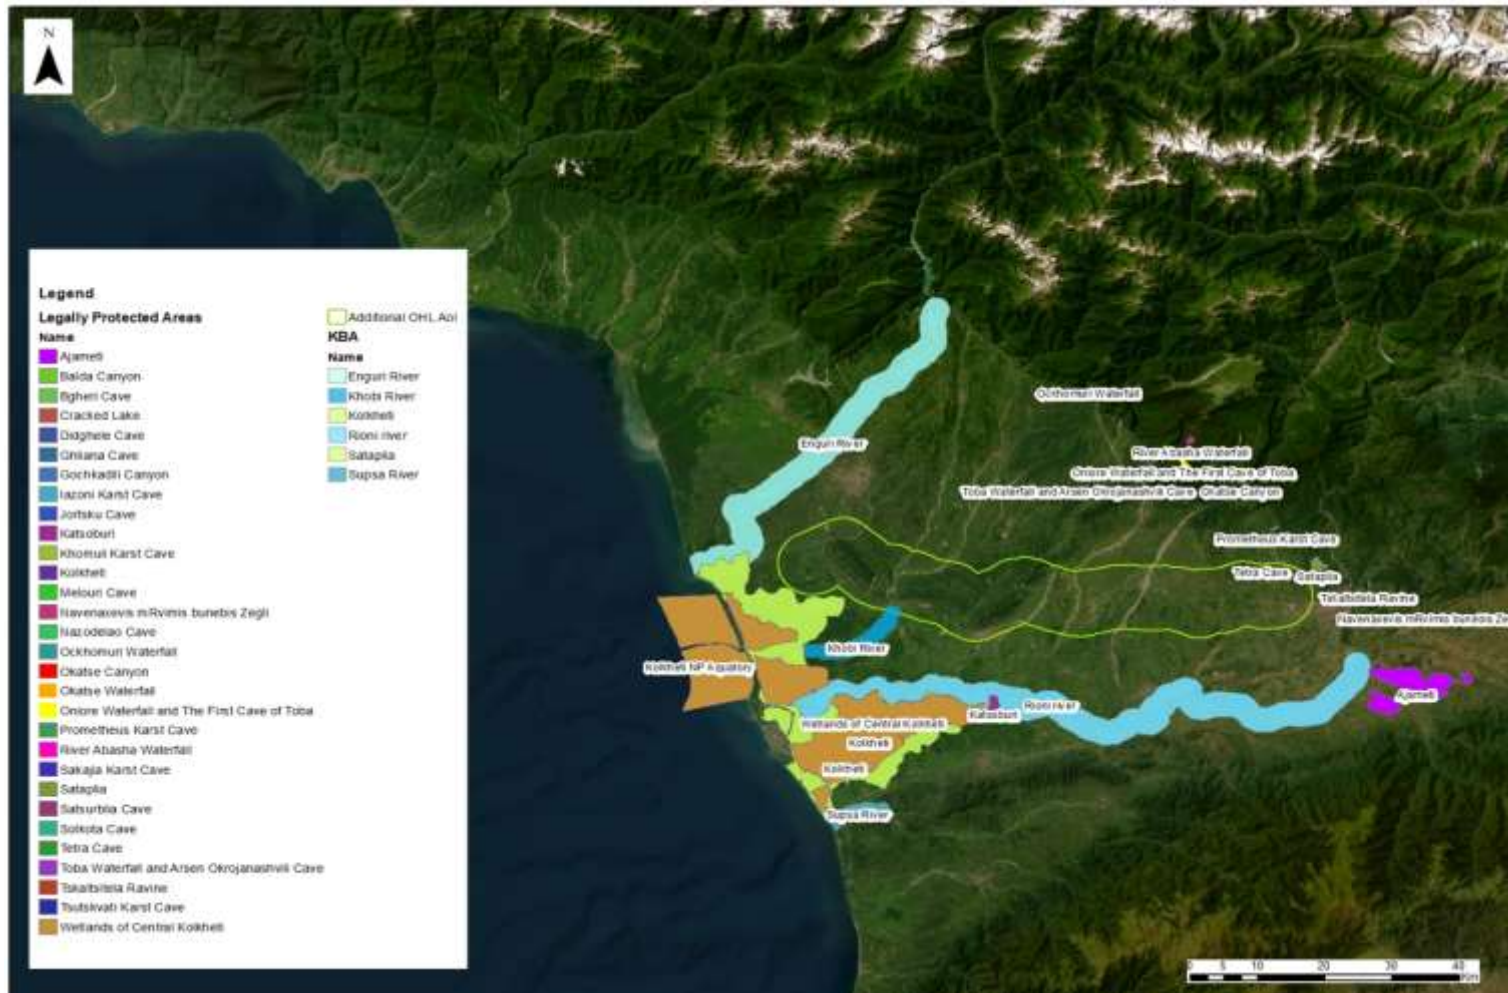 N
Legend
Legally Protected Areas
Name
Ajameti
Balda Canyon
Bgheri Cave
Cracked Lake
Didghele Cave
Ghliana Cave
Gochkadili Canyon
Iazoni Karst Cave
Jortsku Cave
Katsoburi
Khomuli Karst Cave
Kolkheti
Melouri Cave
Navenaxevis mRvimis bunebis Zegli
Nazodelao Cave
Ockhomuri Waterfall
Okatse Canyon
Okatse Waterfall
Oniore Waterfall and The First Cave of Toba
Prometheus Karst Cave
River Abasha Waterfall
Sakajia Karst Cave
Sataplia
Satsurblia Cave
Solkota Cave
Tetra Cave
Toba Waterfall and Arsen Okrojanashvili Cave
Tskaltsitela Ravine
Tsutskvati Karst Cave
Wetlands of Central Kolkheti
Additional OHL AoI
KBA
Name
Enguri River
Khobi River
Kolkheti
Rioni river
Sataplia
Supsa River
Ockhomuri Waterfall
Enguri River
River Abasha Waterfall
Oniore Waterfall and The First Cave of Toba
Toba Waterfall and Arsen Okrojanashvili Cave
Okatse Canyon
Prometheus Karst Cave
Tetra Cave
Sataplia
Tskaltsitela Ravine
Navenaxevis mRvimis bunebis Ze
Khobi River
Kolkheti NP Aquatory
Ajameti
Rioni river
Katsoburi
Wetlands of Central Kolkheti
Kolkheti
Kolkheti
Supsa River
0 5 10 20 30 40
Km